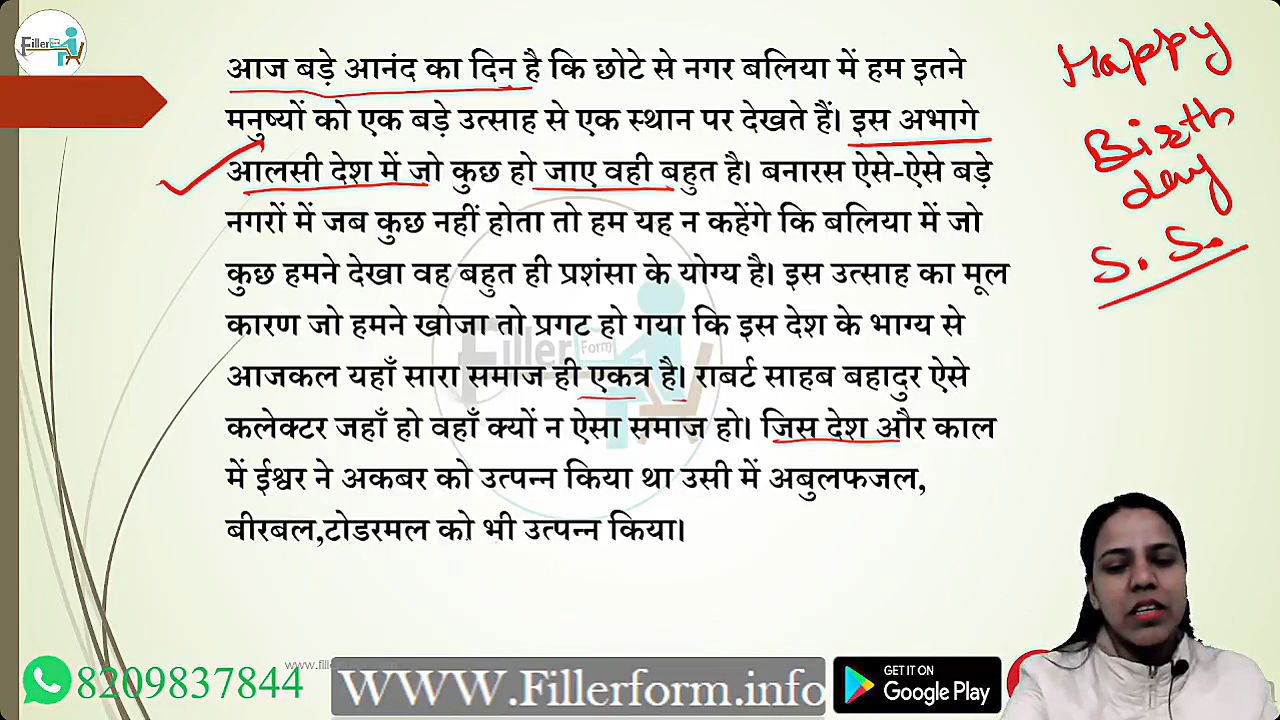 Filler Form
आज बड़े आनंद का दिन है कि छोटे से नगर बलिया में हम इतने
मनुष्यों को एक बड़े उत्साह से एक स्थान पर देखते हैं। इस अभागे
आलसी देश में जो कुछ हो जाए वही बहुत है। बनारस ऐसे-ऐसे बड़े
नगरों में जब कुछ नहीं होता तो हम यह न कहेंगे कि बलिया में जो
कुछ हमने देखा वह बहुत ही प्रशंसा के योग्य है। इस उत्साह का मूल
कारण जो हमने खोजा तो प्रगट हो गया कि इस देश के भाग्य से
आजकल यहाँ सारा समाज ही एकत्र है। राबर्ट साहब बहादुर ऐसे
कलेक्टर जहाँ हो वहाँ क्यों न ऐसा समाज हो। जिस देश और काल
में ईश्वर ने अकबर को उत्पन्न किया था उसी में अबुलफजल,
बीरबल,टोडरमल को भी उत्पन्न किया।
Happy
Birth
day
S. S.
Filler Form
8209837844
WWW.Fillerform.info
GET IT ON
Google Play